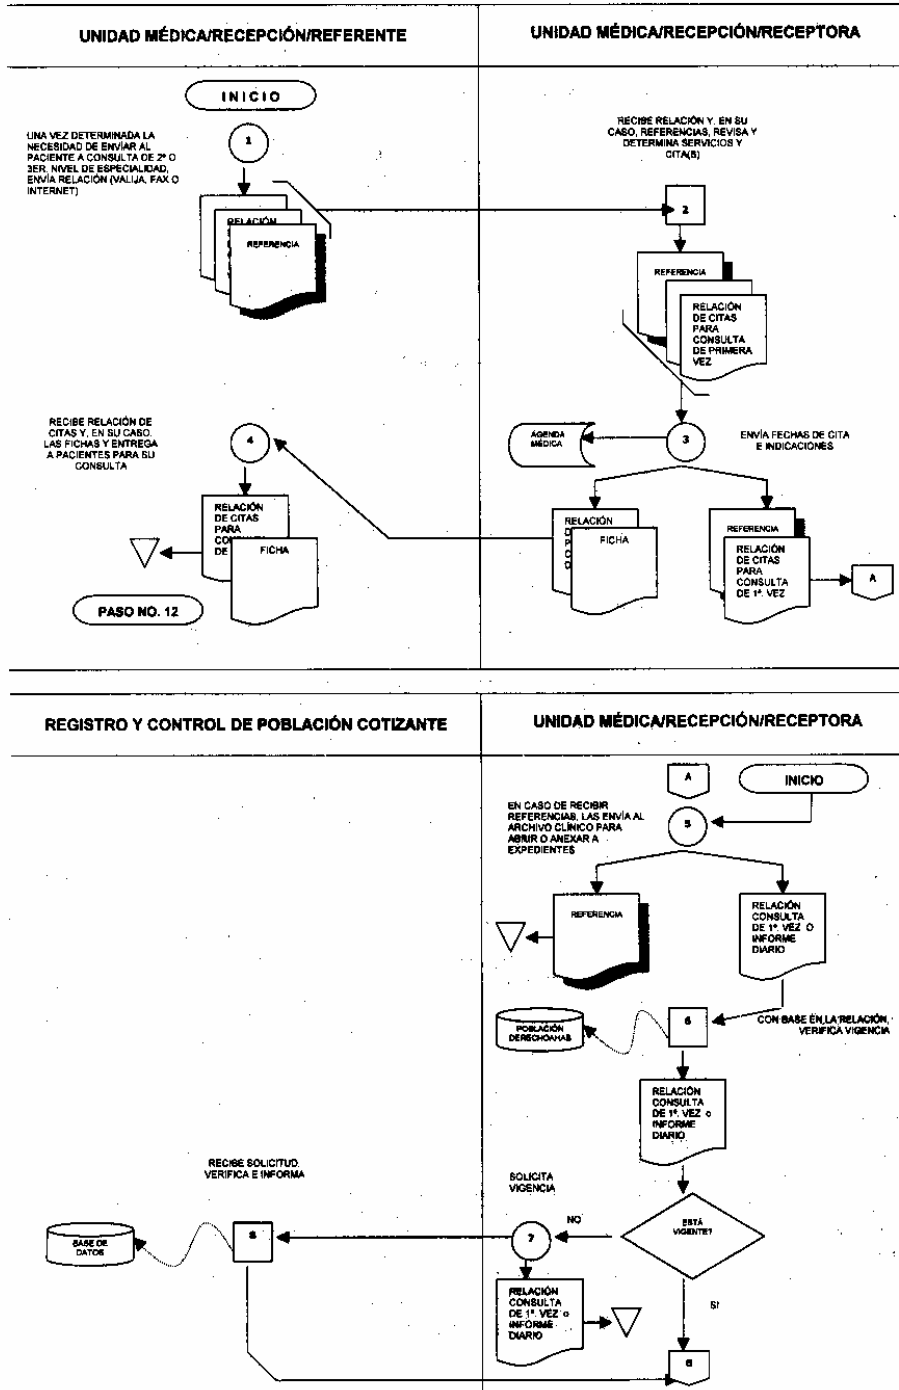 UNIDAD MÉDICA/RECEPCIÓN/REFERENTE
UNIDAD MÉDICA/RECEPCIÓN/RECEPTORA
INICIO
UNA VEZ DETERMINADA LA
NECESIDAD DE ENVÍAR AL
PACIENTE A CONSULTA DE 2º O
3ER. NIVEL DE ESPECIALIDAD,
ENVÍA RELACIÓN (VALIJA, FAX O
INTERNET)
1
RELACIÓN
REFERENCIA
RECIBE RELACIÓN Y, EN SU
CASO, REFERENCIAS, REVISA Y
DETERMINA SERVICIOS Y
CITA(S)
2
REFERENCIA
RELACIÓN
DE CITAS
PARA
CONSULTA
DE PRIMERA
VEZ
RECIBE RELACIÓN DE
CITAS Y, EN SU CASO,
LAS FICHAS Y ENTREGA
A PACIENTES PARA SU
CONSULTA
4
AGENDA
MÉDICA
3
ENVÍA FECHAS DE CITA
E INDICACIONES
RELACIÓN
DE CITAS
PARA
DE
FICHA
PASO NO. 12
RELACIÓN
FICHA
REFERENCIA
RELACIÓN
DE CITAS
PARA
CONSULTA
DE 1ª. VEZ
A
REGISTRO Y CONTROL DE POBLACIÓN COTIZANTE
UNIDAD MÉDICA/RECEPCIÓN/RECEPTORA
A
INICIO
EN CASO DE RECIBIR
REFERENCIAS, LAS ENVÍA AL
ARCHIVO CLÍNICO PARA
ABRIR O ANEXAR A
EXPEDIENTES
5
REFERENCIA
RELACIÓN
CONSULTA
DE 1ª. VEZ O
INFORME
DIARIO
POBLACIÓN
DERECHOAHAS
6
CON BASE EN LA RELACIÓN,
VERIFICA VIGENCIA
RELACIÓN
CONSULTA
DE 1ª. VEZ o
INFORME
DIARIO
RECIBE SOLICITUD,
VERIFICA E INFORMA
SOLICITA
VIGENCIA
BASE DE
DATOS
8
7
NO
ESTÁ
VIGENTE?
RELACIÓN
CONSULTA
DE 1ª. VEZ o
INFORME
DIARIO
SI